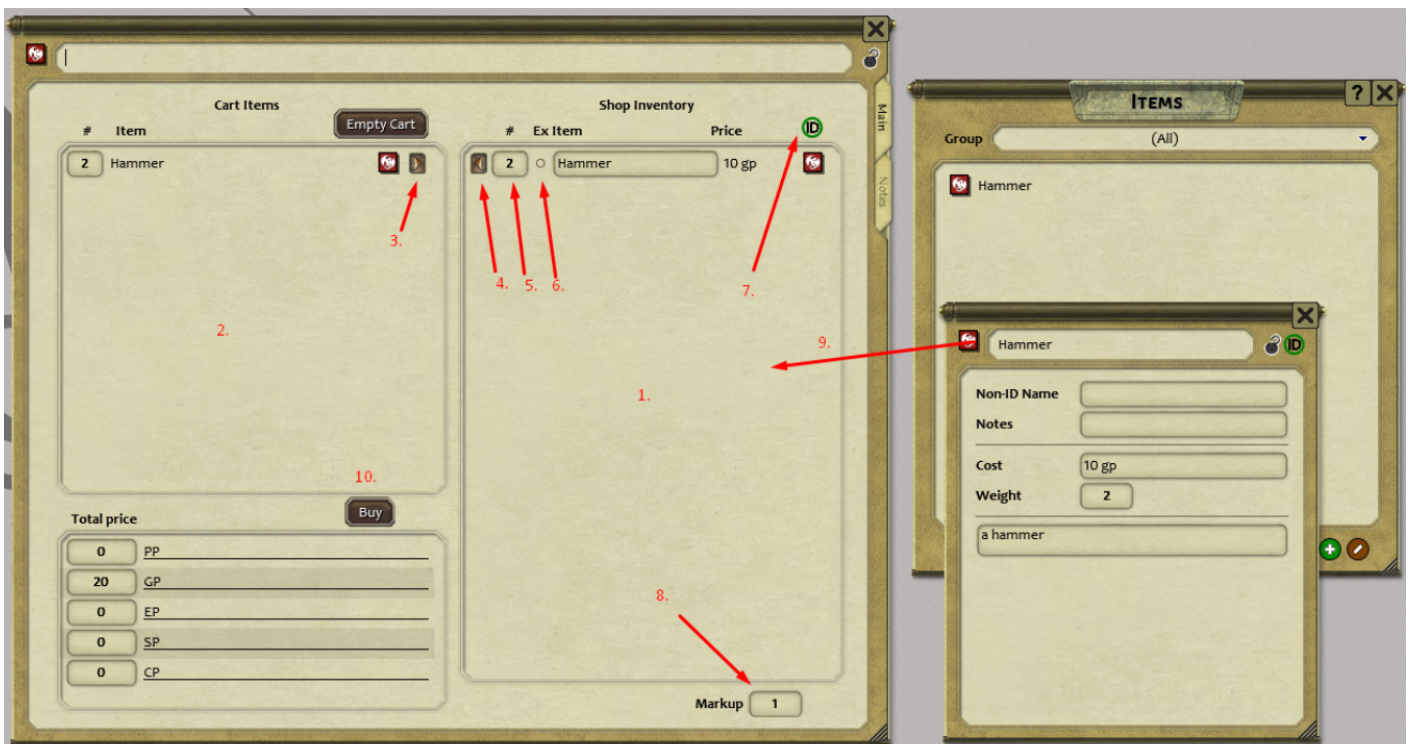 Cart Items
Empty Cart
# Item
2 Hammer
3.
2.
10.
Total price
Buy
0 PP
20 GP
0 EP
0 SP
0 CP
Shop Inventory
# Ex Item Price ID
2 Hammer 10 gp
4. 5. 6. 7.
9.
1.
8.
Markup 1
Main
Notes
ITEMS
?
Group (All)
Hammer
Hammer ID
Non-ID Name
Notes
Cost 10 gp
Weight 2
a hammer